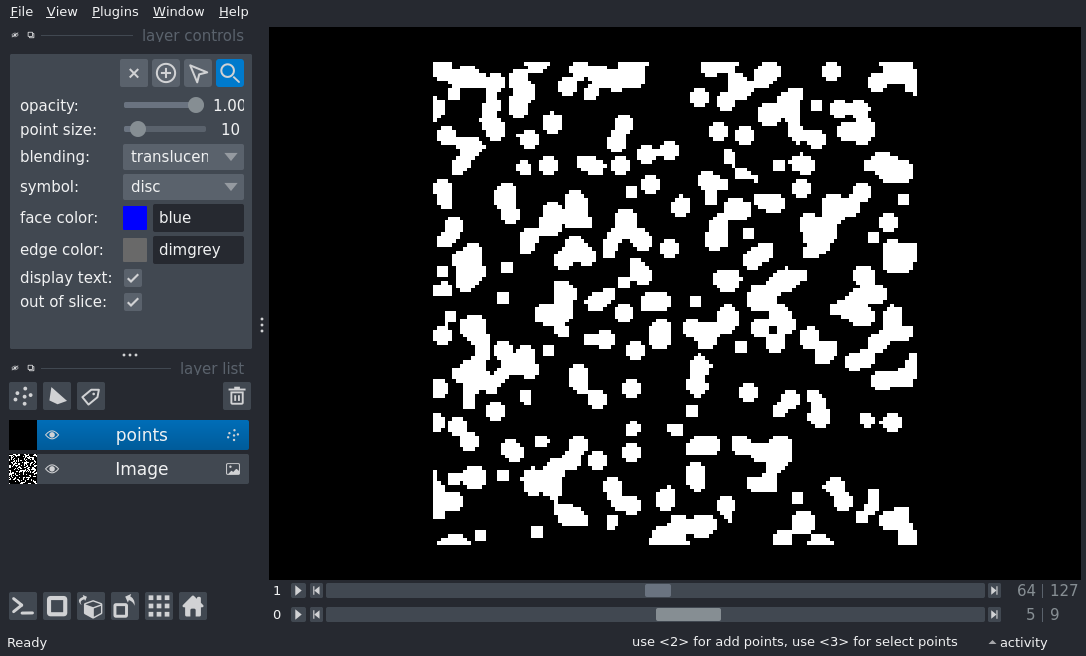 File View Plugins Window Help
layer controls
opacity: 1.00
point size: 10
blending: translucen
symbol: disc
face color: blue
edge color: dimgrey
display text:
out of slice:
layer list
points
Image
1 64 | 127
0 5 | 9
Ready use <2> for add points, use <3> for select points activity